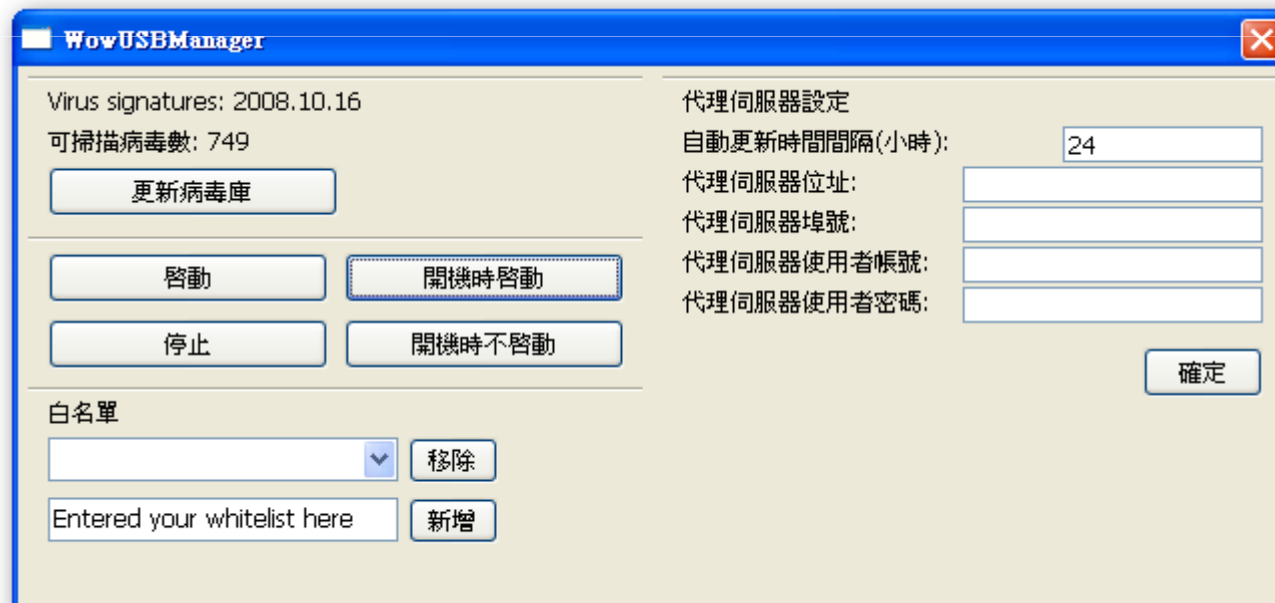 WowUSBManager
Virus signatures: 2008.10.16
可掃描病毒數: 749
更新病毒庫
啓動
開機時啓動
停止
開機時不啓動
白名單
移除
Entered your whitelist here
新增
代理伺服器設定
自動更新時間間隔(小時):
24
代理伺服器位址:
代理伺服器埠號:
代理伺服器使用者帳號:
代理伺服器使用者密碼:
確定